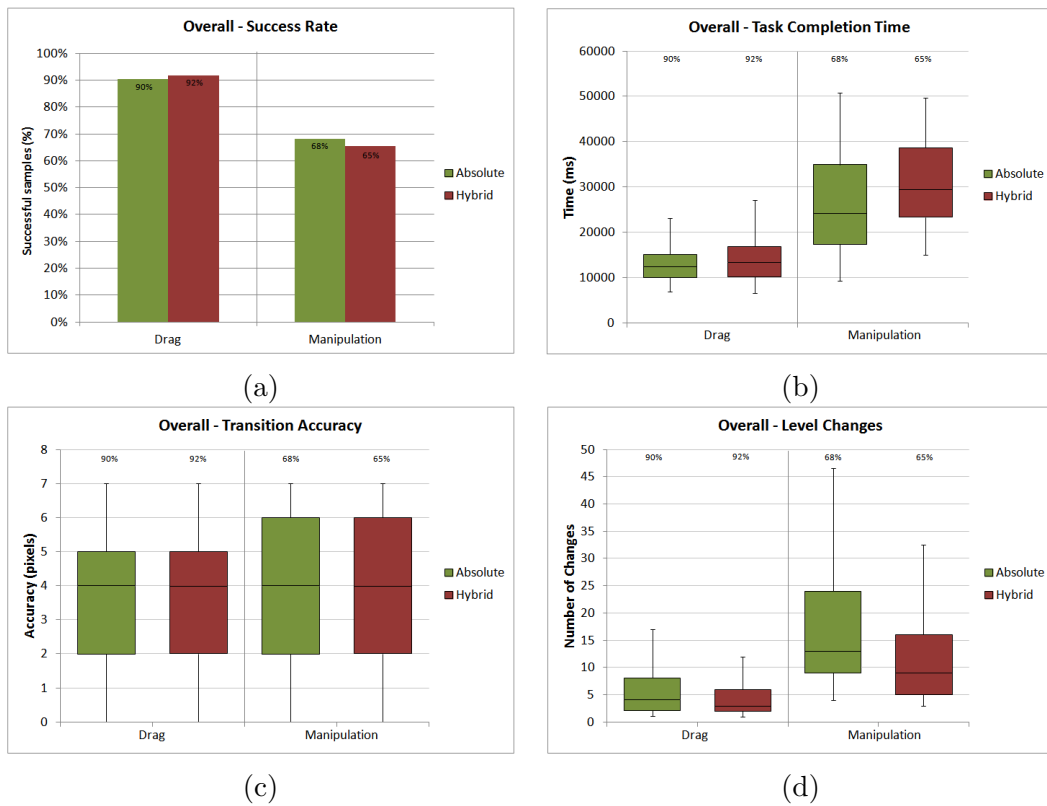 Overall - Success Rate
100%
90%
80%
70%
60%
50%
40%
30%
20%
10%
0%
Successful samples (%)
90%
92%
68%
65%
Drag
Manipulation
Absolute
Hybrid
(a)
Overall - Task Completion Time
60000
50000
40000
30000
20000
10000
0
Time (ms)
90%
92%
68%
65%
Drag
Manipulation
Absolute
Hybrid
(b)
Overall - Transition Accuracy
8
7
6
5
4
3
2
1
0
Accuracy (pixels)
90%
92%
68%
65%
Drag
Manipulation
Absolute
Hybrid
(c)
Overall - Level Changes
50
45
40
35
30
25
20
15
10
5
0
Number of Changes
90%
92%
68%
65%
Drag
Manipulation
Absolute
Hybrid
(d)